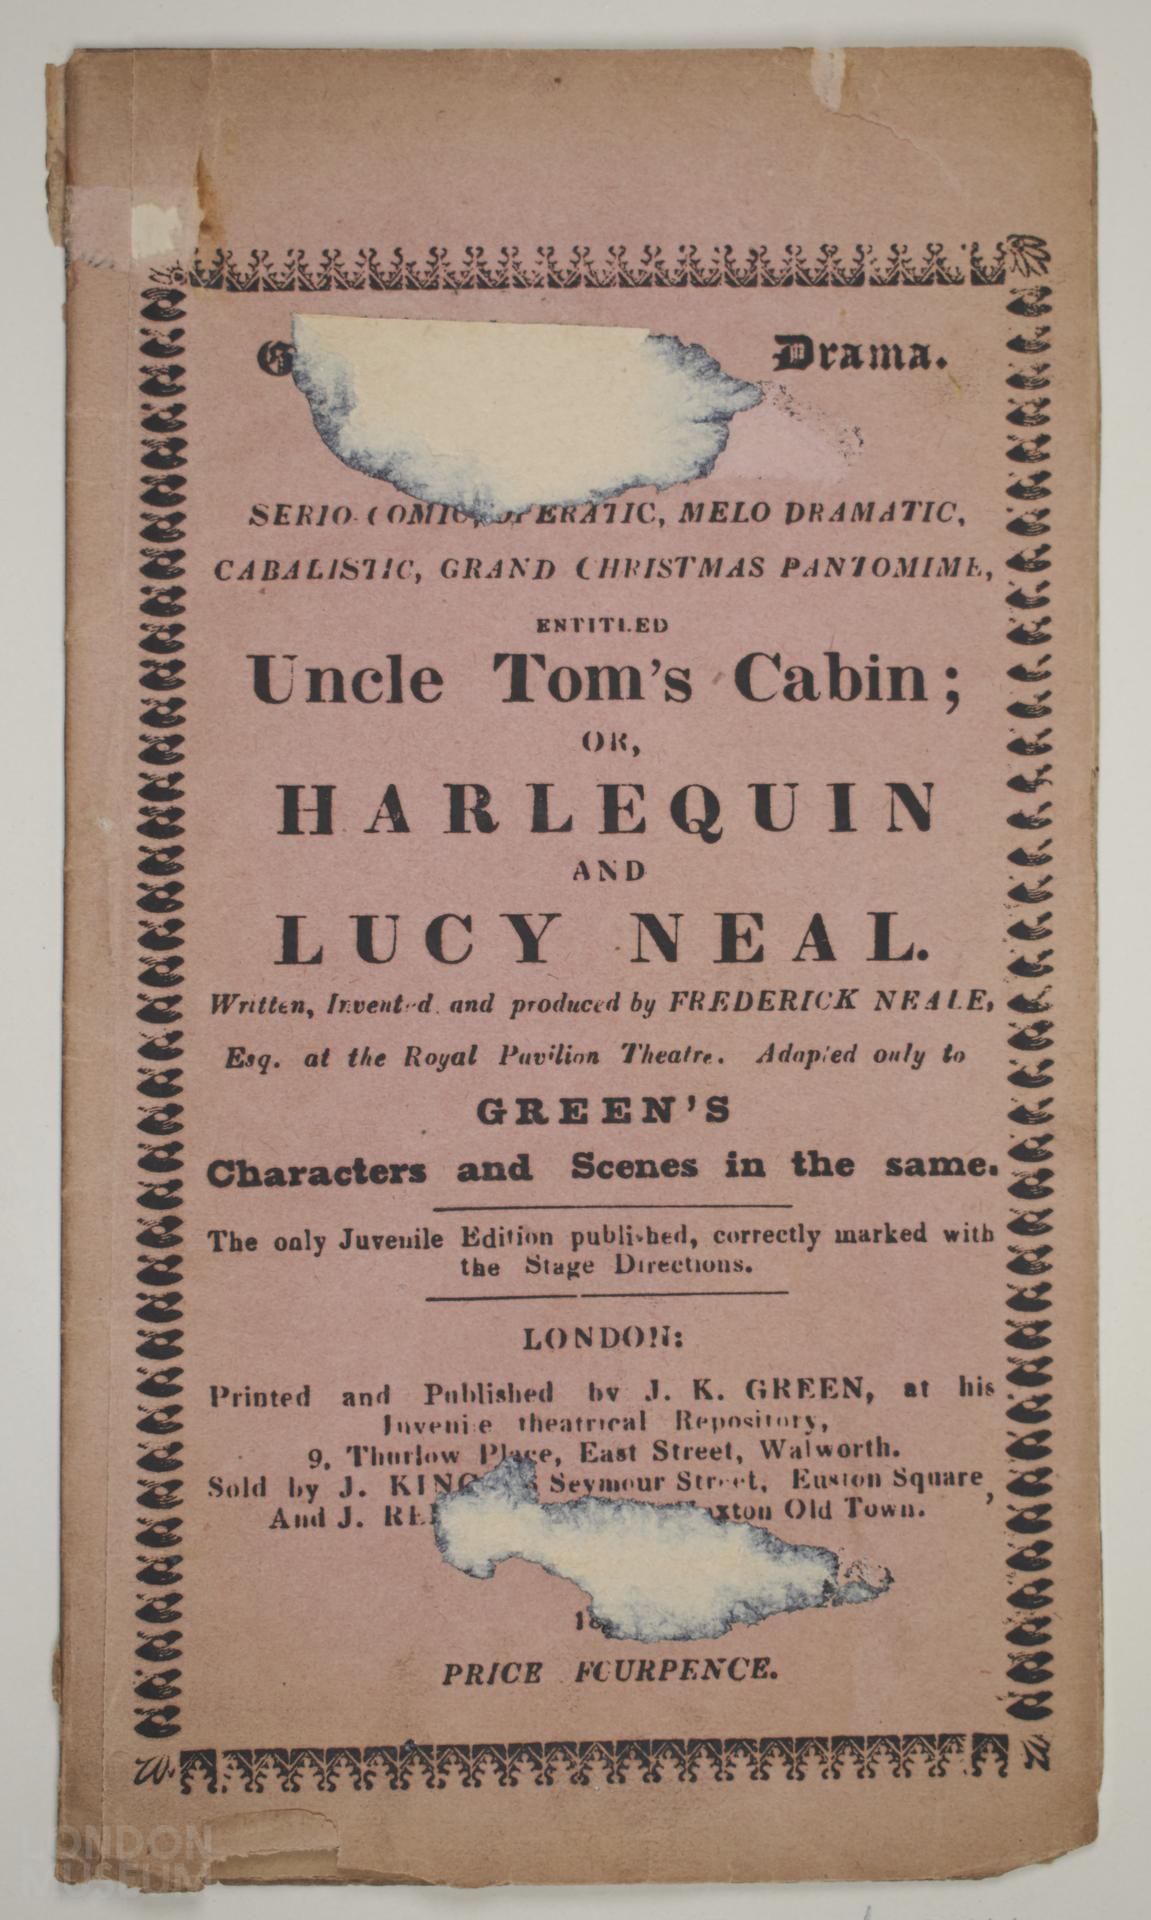 Drama.
SERIO-COMIC, OPERATIC, MELO DRAMATIC,
CABALISTIC, GRAND CHRISTMAS PANTOMIME,
ENTITLED
Uncle Tom's Cabin;
OR,
HARLEQUIN
AND
LUCY NEAL.
Written, Invented and produced by FREDERICK NEALE,
Esq. at the Royal Pavilion Theatre. Adapted only to
GREEN'S
Characters and Scenes in the same.
The only Juvenile Edition published, correctly marked with
the Stage Directions.
LONDON:
Printed and Published by J. K. GREEN, at his
Juvenile theatrical Repository,
9, Thurlow Place, East Street, Walworth.
Sold by J. KING Seymour Street, Euston Square,
And J. Old Town.
PRICE FOURPENCE.
LONDON
MUSEUM